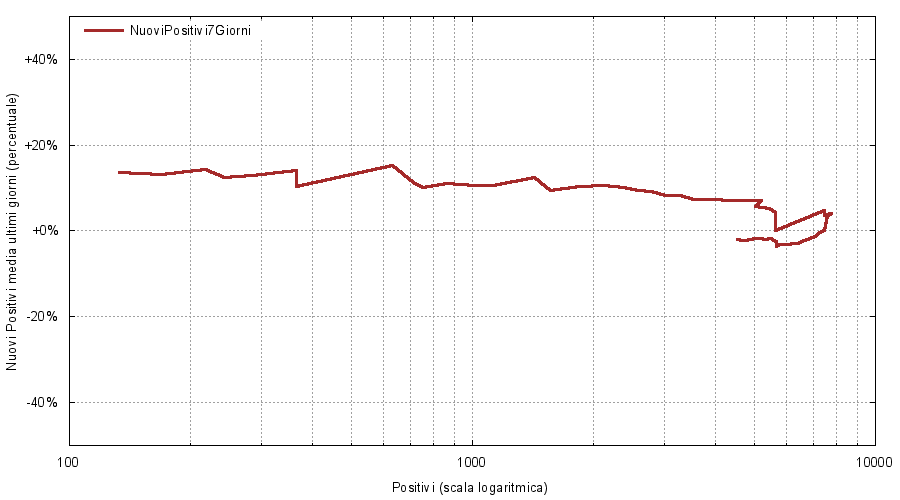 NuoviPositivi7Giorni
+40%
+20%
+0%
-20%
-40%
Nuovi Positivi media ultimi giorni (percentuale)
100
1000
10000
Positivi (scala logaritmica)